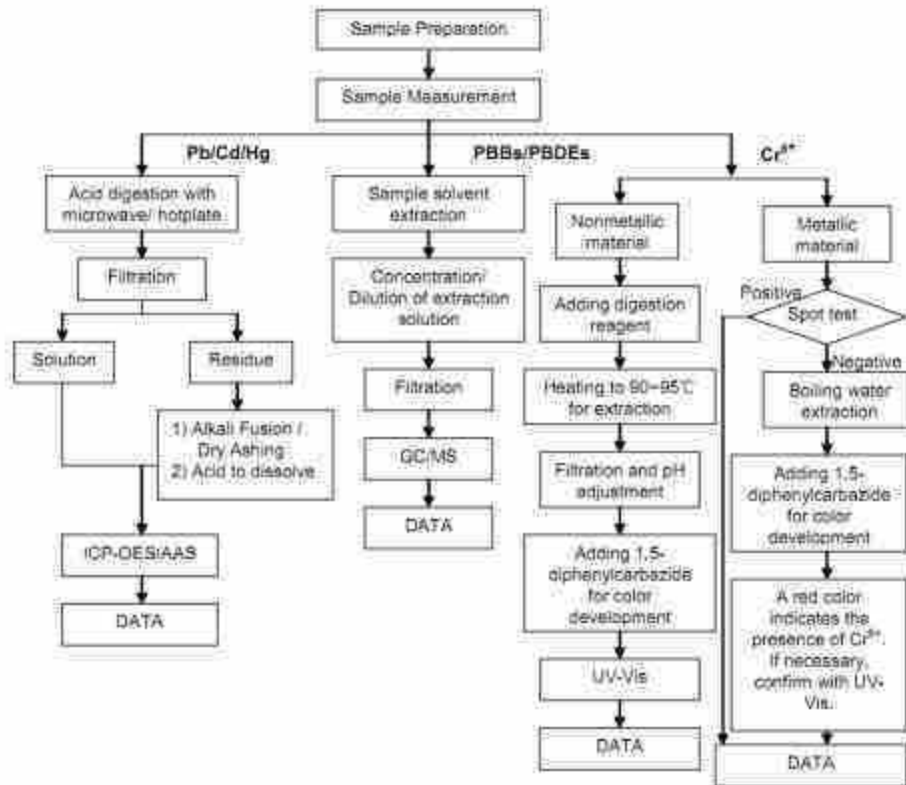 Sample Preparation
Sample Measurement
Pb/Cd/Hg
PBBs/PBDEs
Cr⁶⁺
Acid digestion with
microwave/ hotplate
Filtration
Solution
Residue
1) Alkali Fusion /
Dry Ashing
2) Acid to dissolve
ICP-OES/AAS
DATA
Sample solvent
extraction
Concentration/
Dilution of extraction
solution
Filtration
GC/MS
DATA
Nonmetallic
material
Adding digestion
reagent
Heating to 90~95℃
for extraction
Filtration and pH
adjustment
Adding 1,5-
diphenylcarbazide
for color
development
UV-Vis
DATA
Metallic
material
Positive
Spot test
Negative
Boiling water
extraction
Adding 1,5-
diphenylcarbazide
for color
development
A red color
indicates the
presence of Cr⁶⁺.
If necessary,
confirm with UV-
Vis.
DATA